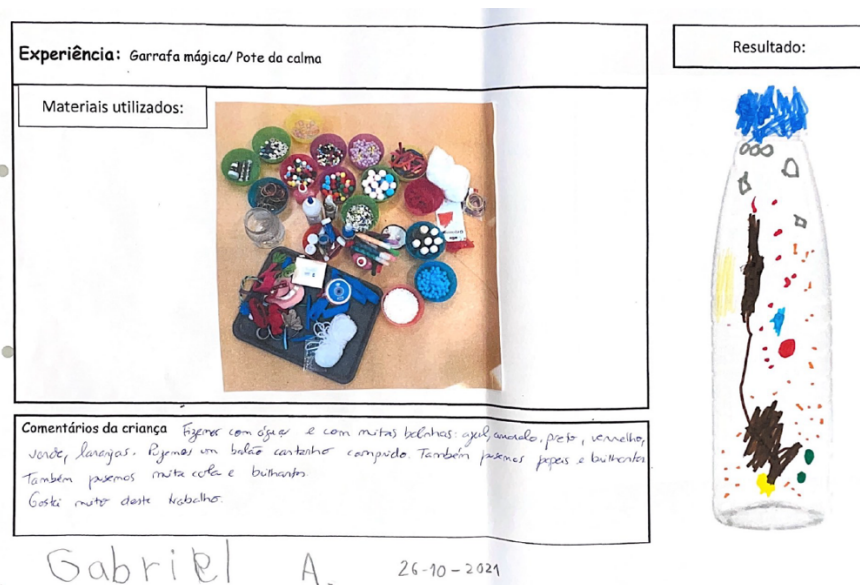 Experiência: Garrafa mágica/ Pote da calma
Resultado:
Materiais utilizados:
Comentários da criança Fizemos com água e com muitas bolinhas: azul, amarelo, preto, vermelho,
verde, laranjas. Pusemos um balão castanho comprido. Também pusemos papeis e brilhantes
Também pusemos muita cola e brilhantes.
Gostei muito deste trabalho.
Gabriel A. 26-10-2021